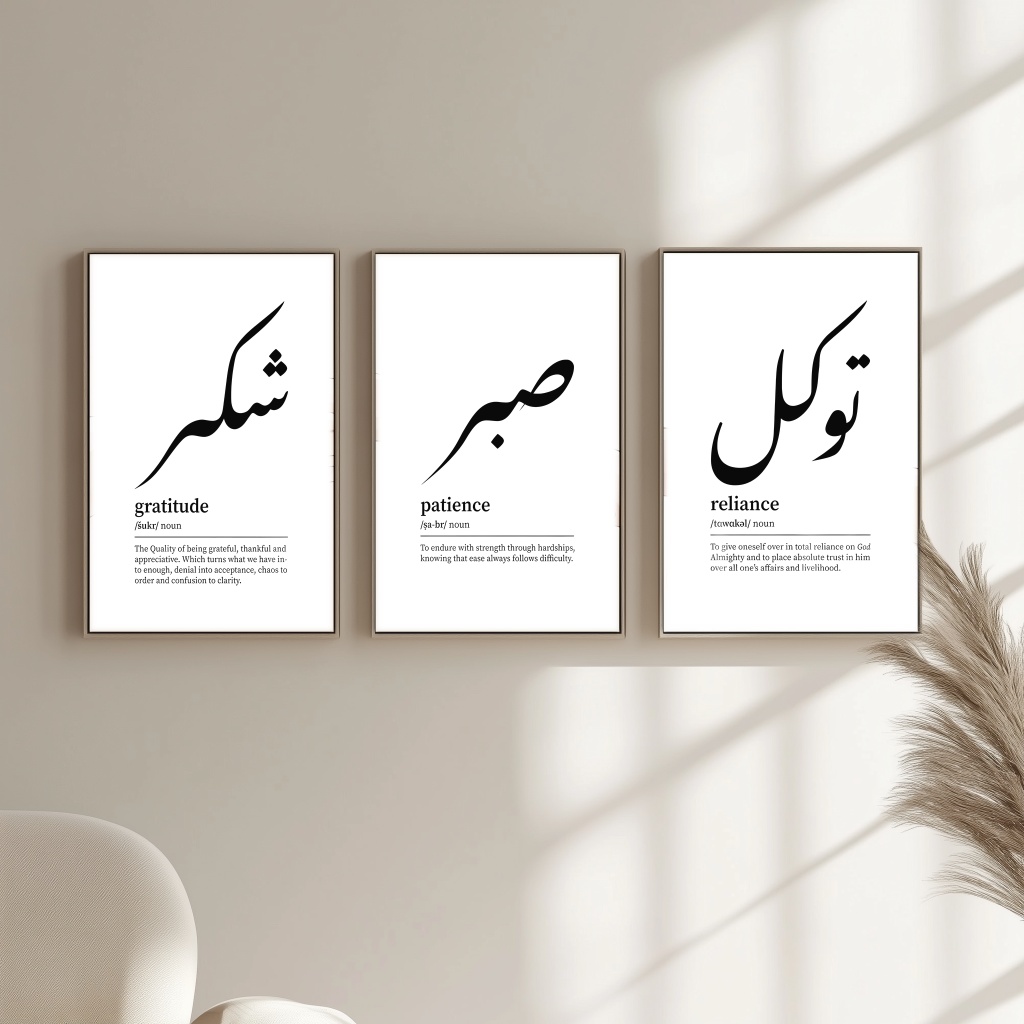 شكر
gratitude
/šukr/ noun
The Quality of being grateful, thankful and
appreciative. Which turns what we have in-
to enough, denial into acceptance, chaos to
order and confusion to clarity.
صبر
patience
/ṣa-br/ noun
To endure with strength through hardships,
knowing that ease always follows difficulty.
توكل
reliance
/tawakəl/ noun
To give oneself over in total reliance on God
Almighty and to place absolute trust in him
over all one's affairs and livelihood.